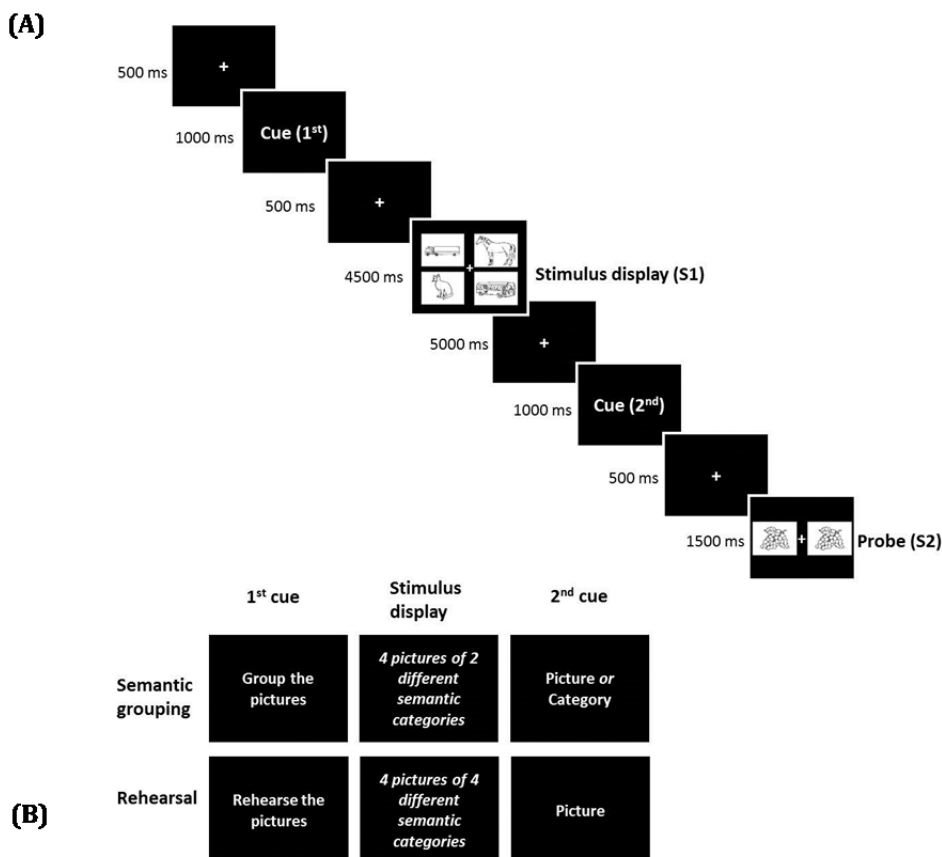 (A)
500 ms
+
1000 ms
Cue (1st)
500 ms
+
4500 ms
+
Stimulus display (S1)
5000 ms
+
1000 ms
Cue (2nd)
500 ms
+
1500 ms
+
Probe (S2)
1st cue
Stimulus
display
2nd cue
Semantic
grouping
Group the
pictures
4 pictures of 2
different
semantic
categories
Picture or
Category
Rehearsal
Rehearse the
pictures
4 pictures of 4
different
semantic
categories
Picture
(B)